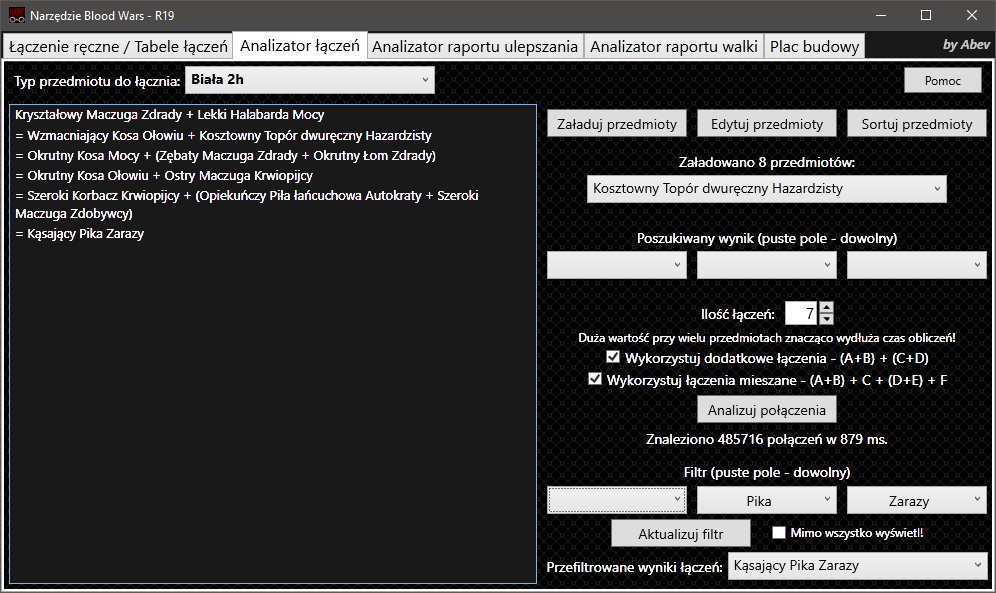 Narzędzie Blood Wars - R19
Łączenie ręczne / Tabele łączeń
Analizator łączeń
Analizator raportu ulepszania
Analizator raportu walki
Plac budowy
by Abev
Typ przedmiotu do łącznia:
Biała 2h
Pomoc
Kryształowy Maczuga Zdrady + Lekki Halabarda Mocy
= Wzmacniający Kosa Ołowiu + Kosztowny Topór dwuręczny Hazardzisty
= Okrutny Kosa Mocy + (Zębaty Maczuga Zdrady + Okrutny Łom Zdrady)
= Okrutny Kosa Ołowiu + Ostry Maczuga Krwiopijcy
= Szeroki Korbacz Krwiopijcy + (Opiekuńczy Piła łańcuchowa Autokraty + Szeroki
Maczuga Zdobywcy)
= Kąsający Pika Zarazy
Załaduj przedmioty
Edytuj przedmioty
Sortuj przedmioty
Załadowano 8 przedmiotów:
Kosztowny Topór dwuręczny Hazardzisty
Poszukiwany wynik (puste pole - dowolny)
Ilość łączeń:
7
Duża wartość przy wielu przedmiotach znacząco wydłuża czas obliczeń!
Wykorzystuj dodatkowe łączenia - (A+B) + (C+D)
Wykorzystuj łączenia mieszane - (A+B) + C + (D+E) + F
Analizuj połączenia
Znaleziono 485716 połączeń w 879 ms.
Filtr (puste pole - dowolny)
Pika
Zarazy
Aktualizuj filtr
Mimo wszystko wyświetl!
Przefiltrowane wyniki łączeń:
Kąsający Pika Zarazy